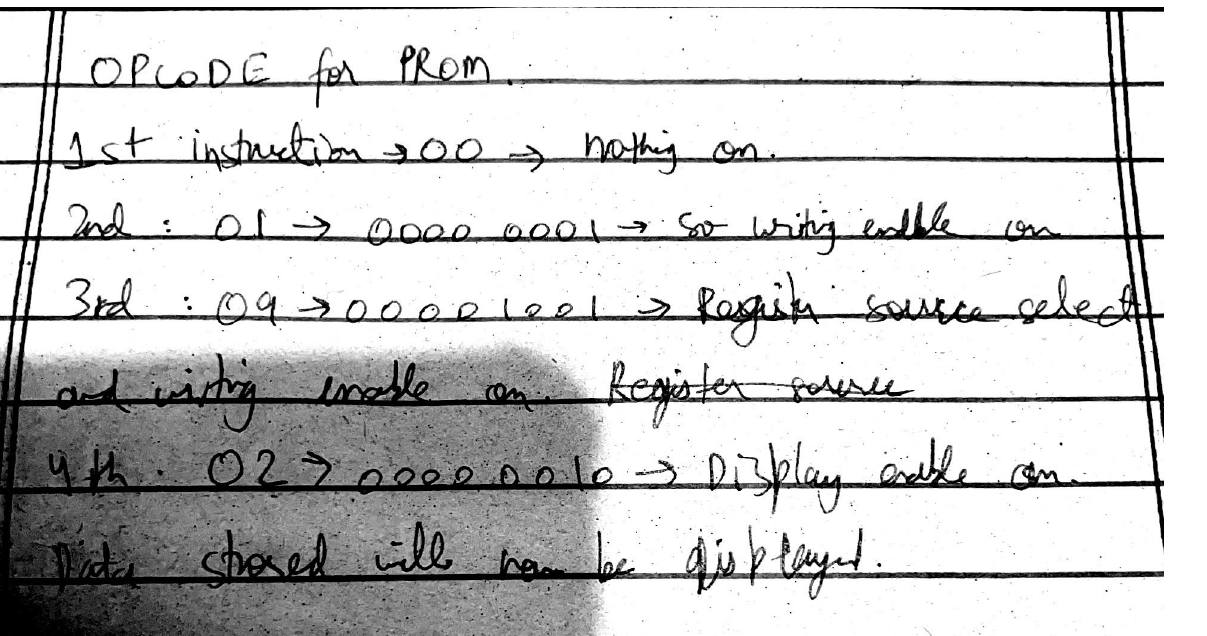 OPCODE for PROM.
1st instruction → 00 → nothing on.
2nd : 01 → 0000 0001 → so writing enable on
3rd : 09 → 00001001 → Register source select
and writing enable on. Register source
4th . 02 → 00000010 → Display enable on.
Data stored will now be displayed.